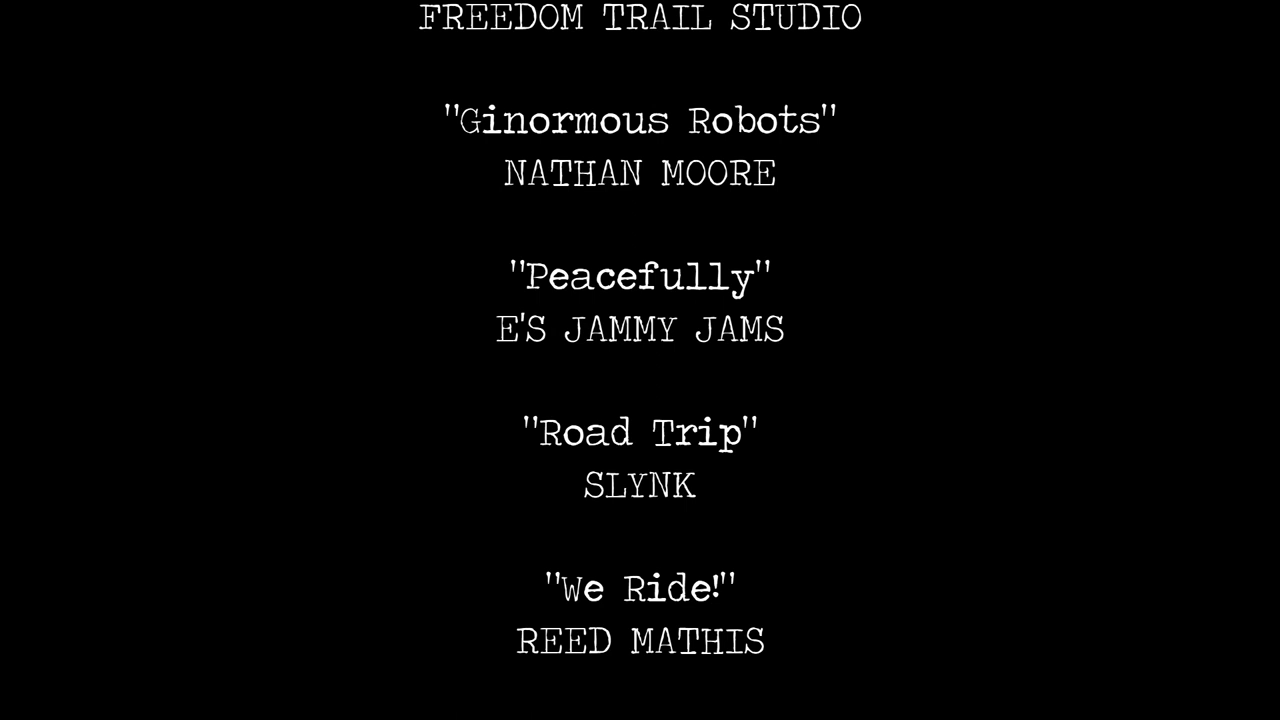 FREEDOM TRAIL STUDIO
"Ginormous Robots"
NATHAN MOORE
"Peacefully"
E'S JAMMY JAMS
"Road Trip"
SLYNK
"We Ride!"
REED MATHIS